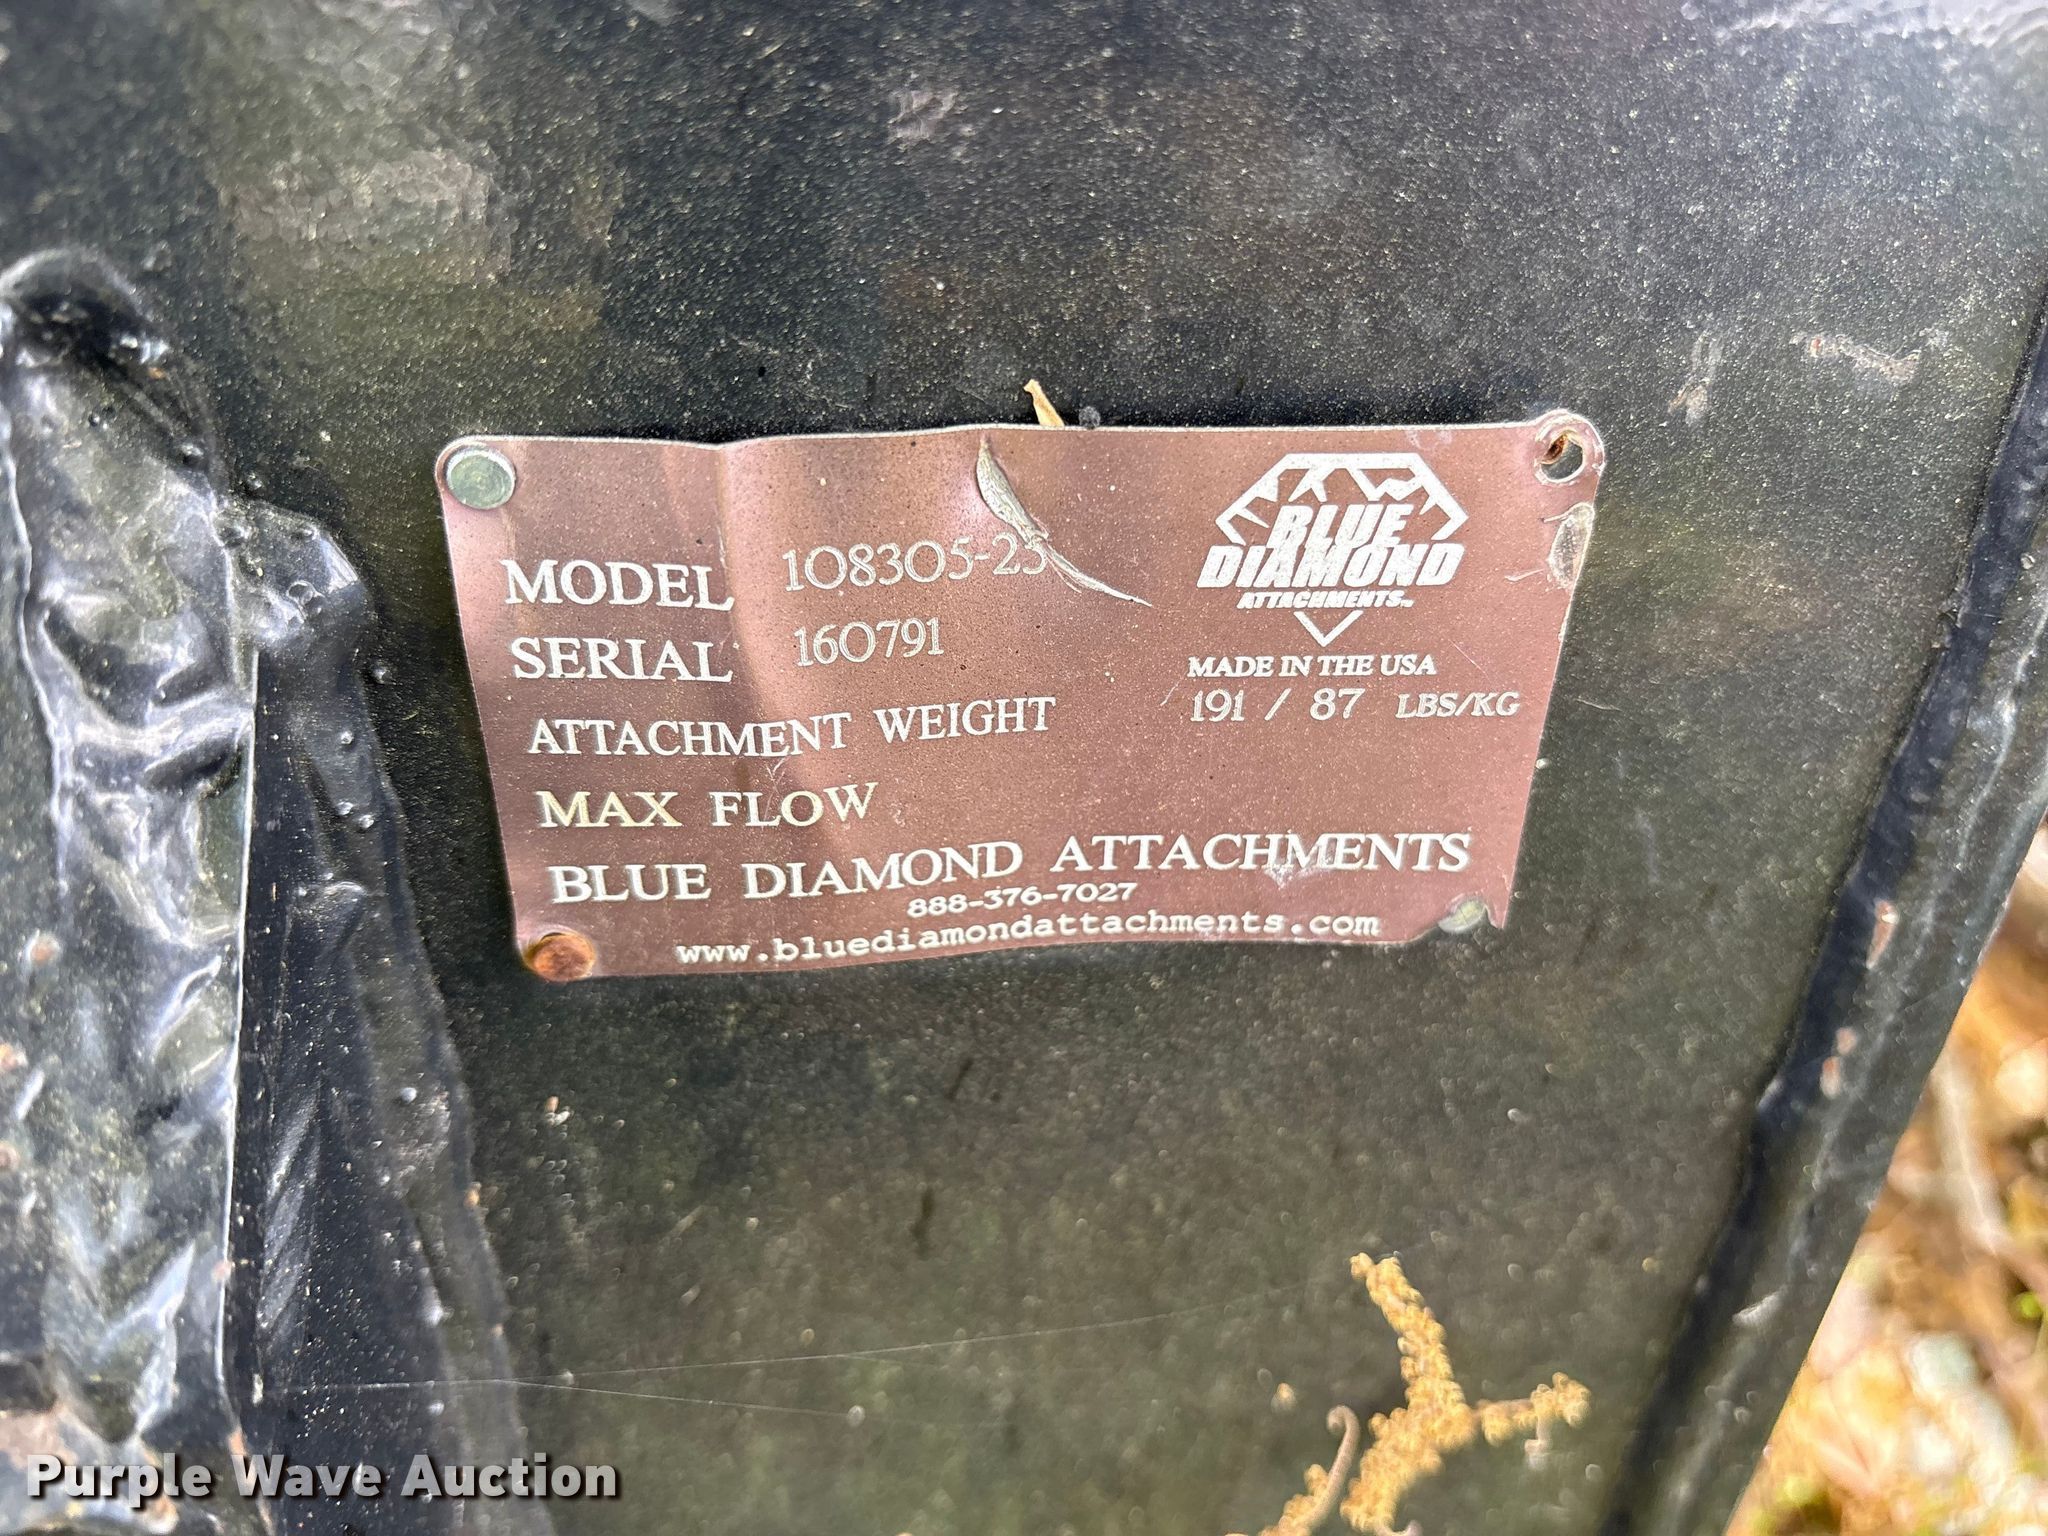 BLUE
DIAMOND
ATTACHMENTS™
MODEL 108305-25
SERIAL 160791
MADE IN THE USA
ATTACHMENT WEIGHT 191 / 87 LBS/KG
MAX FLOW
BLUE DIAMOND ATTACHMENTS
888-376-7027
www.bluediamondattachments.com
Purple Wave Auction